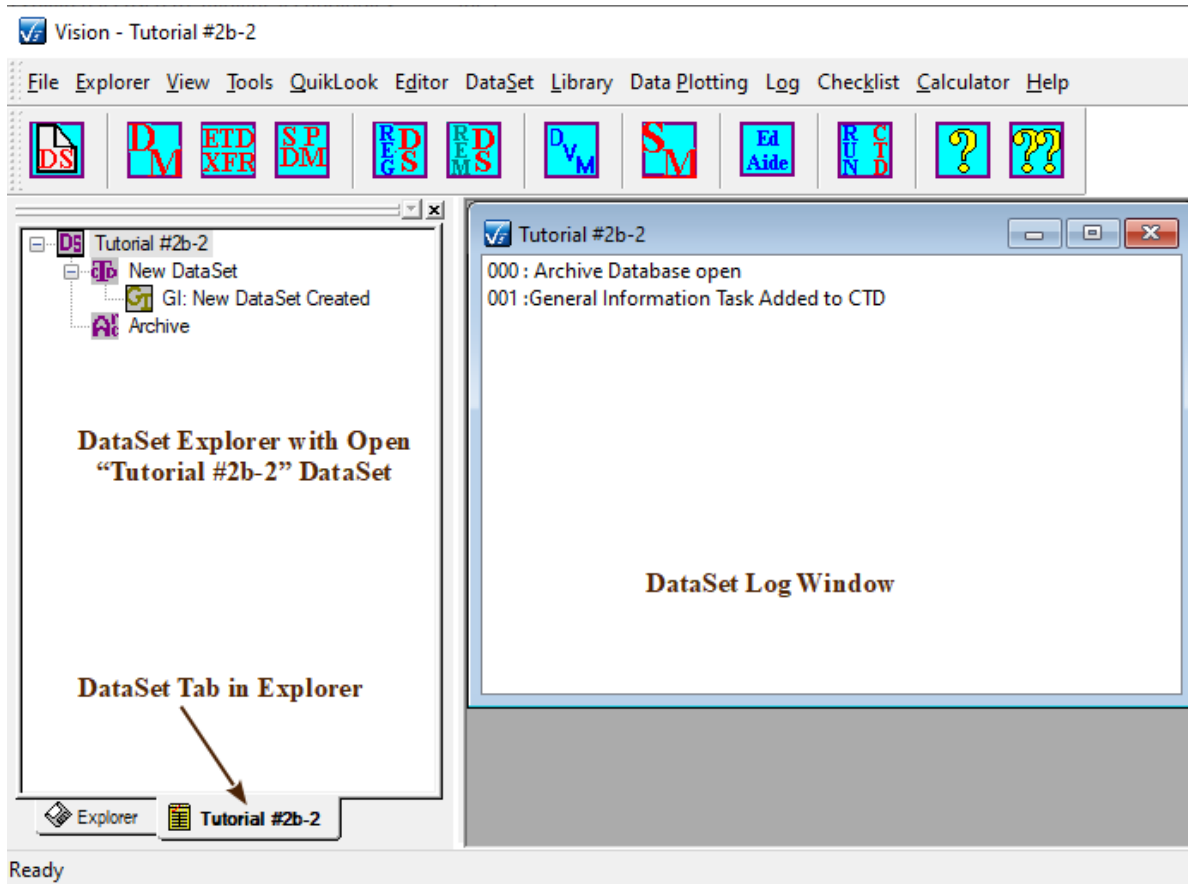 Vision - Tutorial #2b-2
File Explorer View Tools QuikLook Editor DataSet Library Data Plotting Log Checklist Calculator Help
DS
DM
ETD
XFR
SP
DM
REG
DS
REM
DS
DVM
SM
Ed
Aide
RUN
CTD
?
??
DS Tutorial #2b-2
CTD New DataSet
GT GI: New DataSet Created
Archive
DataSet Explorer with Open
“Tutorial #2b-2” DataSet
DataSet Tab in Explorer
Explorer
Tutorial #2b-2
Tutorial #2b-2
000 : Archive Database open
001 :General Information Task Added to CTD
DataSet Log Window
Ready